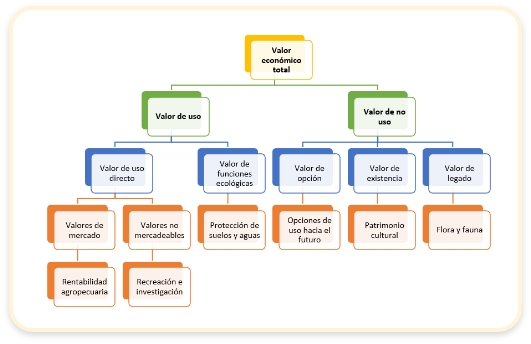 Valor
económico
total
Valor de uso
Valor de no
uso
Valor de uso
directo
Valor de
funciones
ecológicas
Valor de
opción
Valor de
existencia
Valor de
legado
Valores de
mercado
Valores no
mercadeables
Protección de
suelos y aguas
Opciones de
uso hacia el
futuro
Patrimonio
cultural
Flora y fauna
Rentabilidad
agropecuaria
Recreación e
investigación